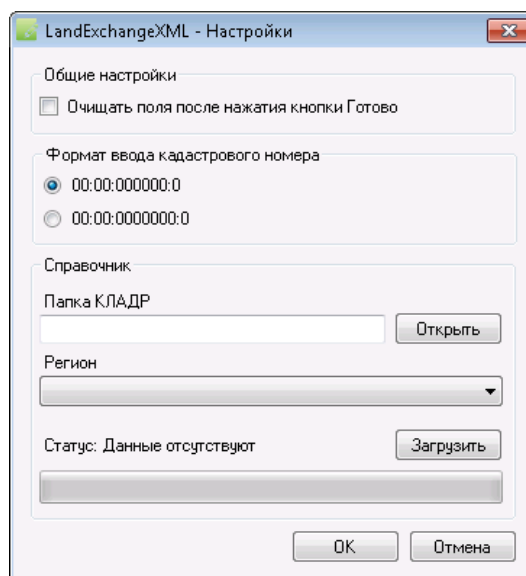 LandExchangeXML - Настройки
Общие настройки
Очищать поля после нажатия кнопки Готово
Формат ввода кадастрового номера
00:00:000000:0
00:00:0000000:0
Справочник
Папка КЛАДР
Открыть
Регион
Статус: Данные отсутствуют
Загрузить
OK
Отмена